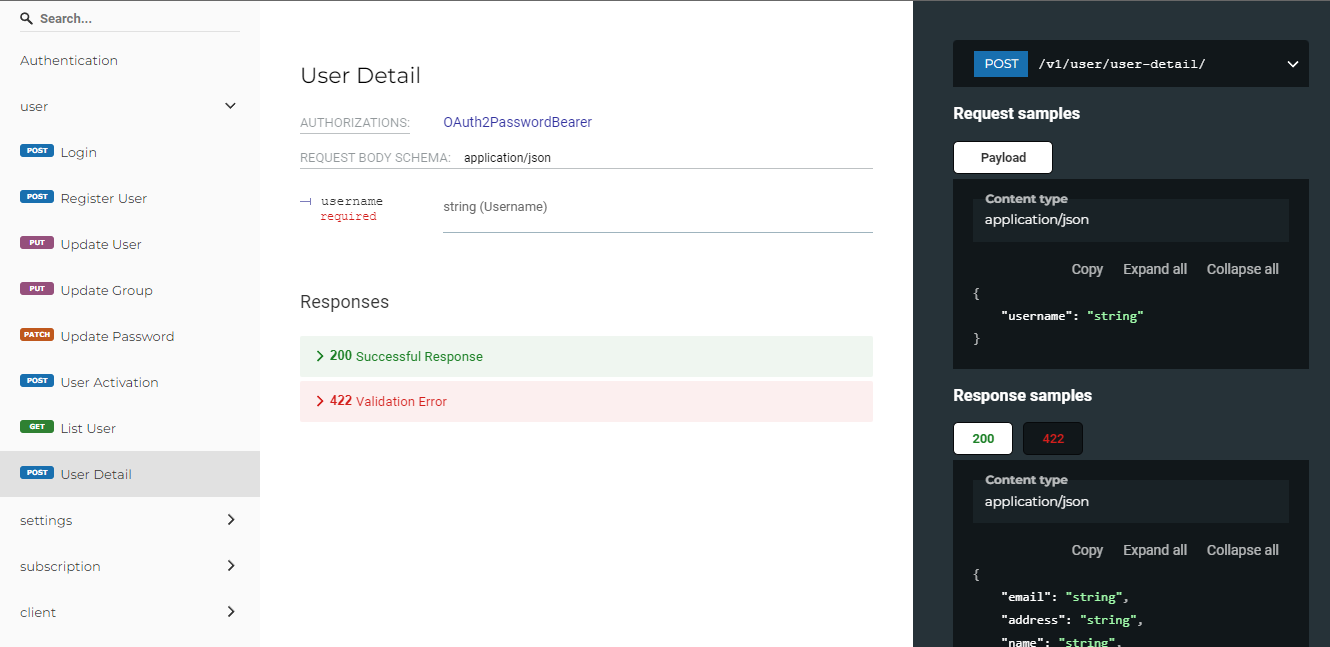 Search...
Authentication
user
POST Login
POST Register User
PUT Update User
PUT Update Group
PATCH Update Password
POST User Activation
GET List User
POST User Detail
settings
subscription
client
User Detail
AUTHORIZATIONS: OAuth2PasswordBearer
REQUEST BODY SCHEMA: application/json
username
required
string (Username)
Responses
200 Successful Response
422 Validation Error
POST /v1/user/user-detail/
Request samples
Payload
Content type
application/json
Copy Expand all Collapse all
{
"username": "string"
}
Response samples
200 422
Content type
application/json
Copy Expand all Collapse all
{
"email": "string",
"address": "string",
"name": "string",